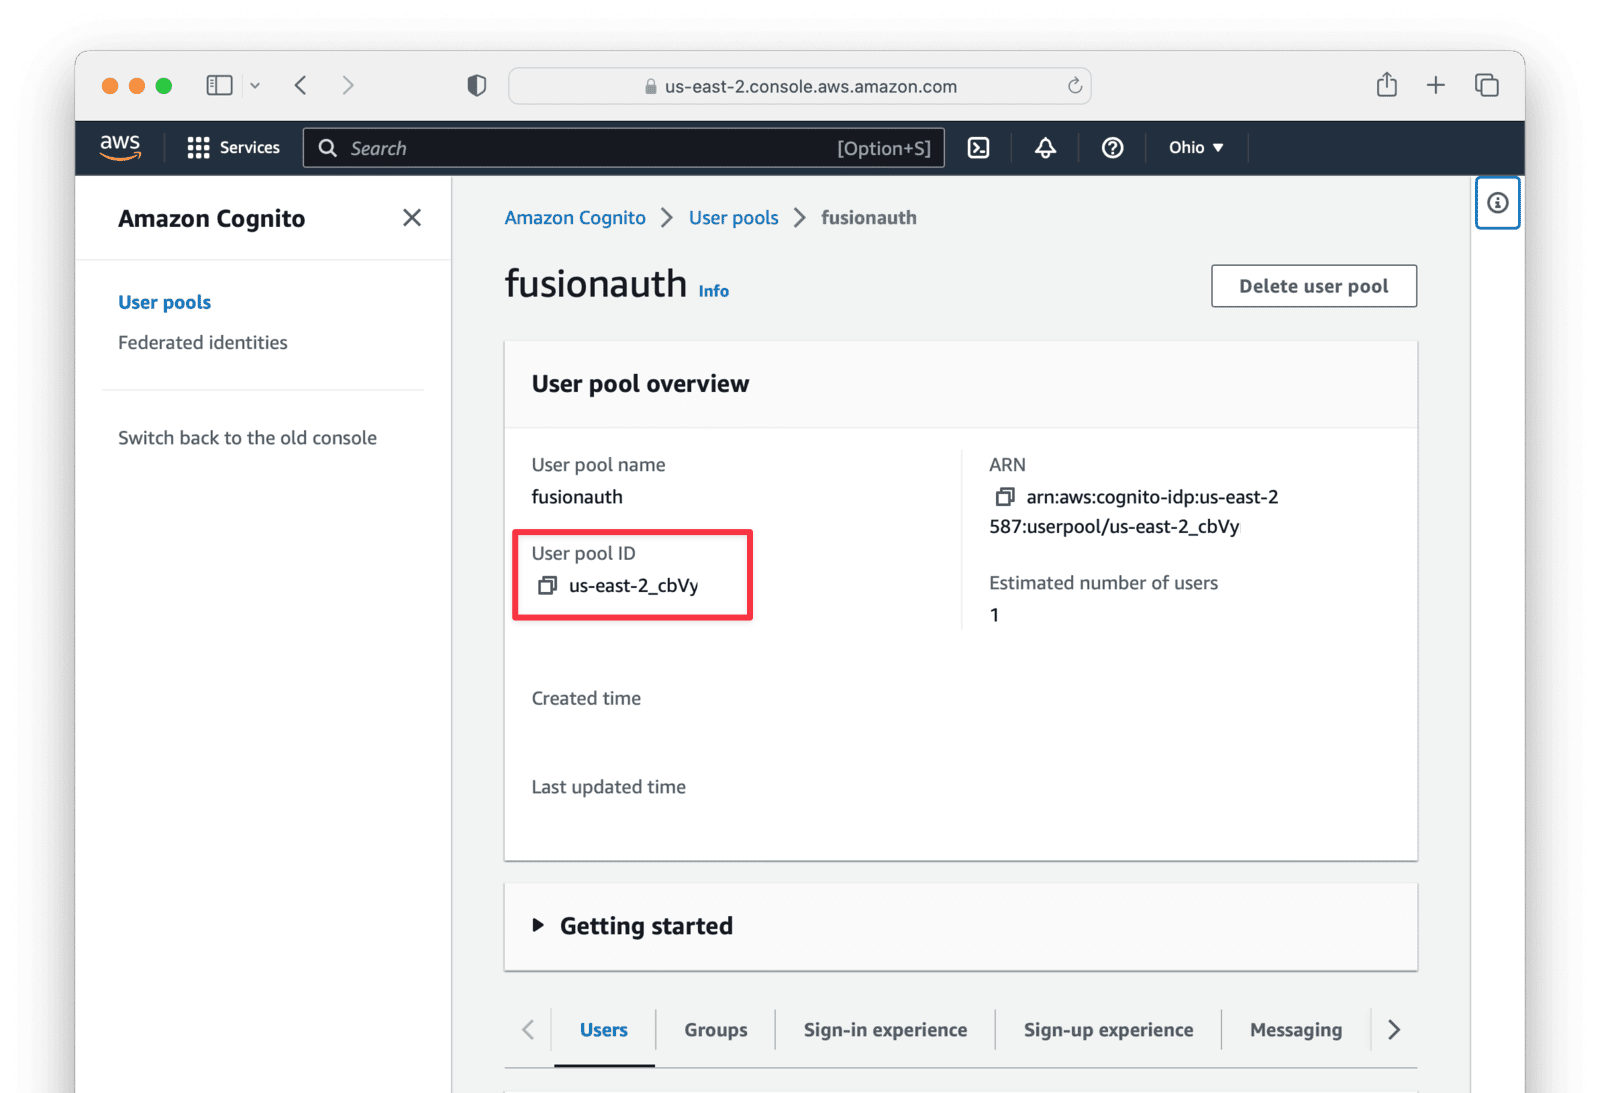 us-east-2.console.aws.amazon.com
aws
Services
Search
[Option+S]
Ohio
Amazon Cognito
User pools
Federated identities
Switch back to the old console
Amazon Cognito
User pools
fusionauth
fusionauth Info
Delete user pool
User pool overview
User pool name
fusionauth
User pool ID
us-east-2_cbVy
Created time
Last updated time
ARN
arn:aws:cognito-idp:us-east-2
587:userpool/us-east-2_cbVy
Estimated number of users
1
Getting started
Users
Groups
Sign-in experience
Sign-up experience
Messaging